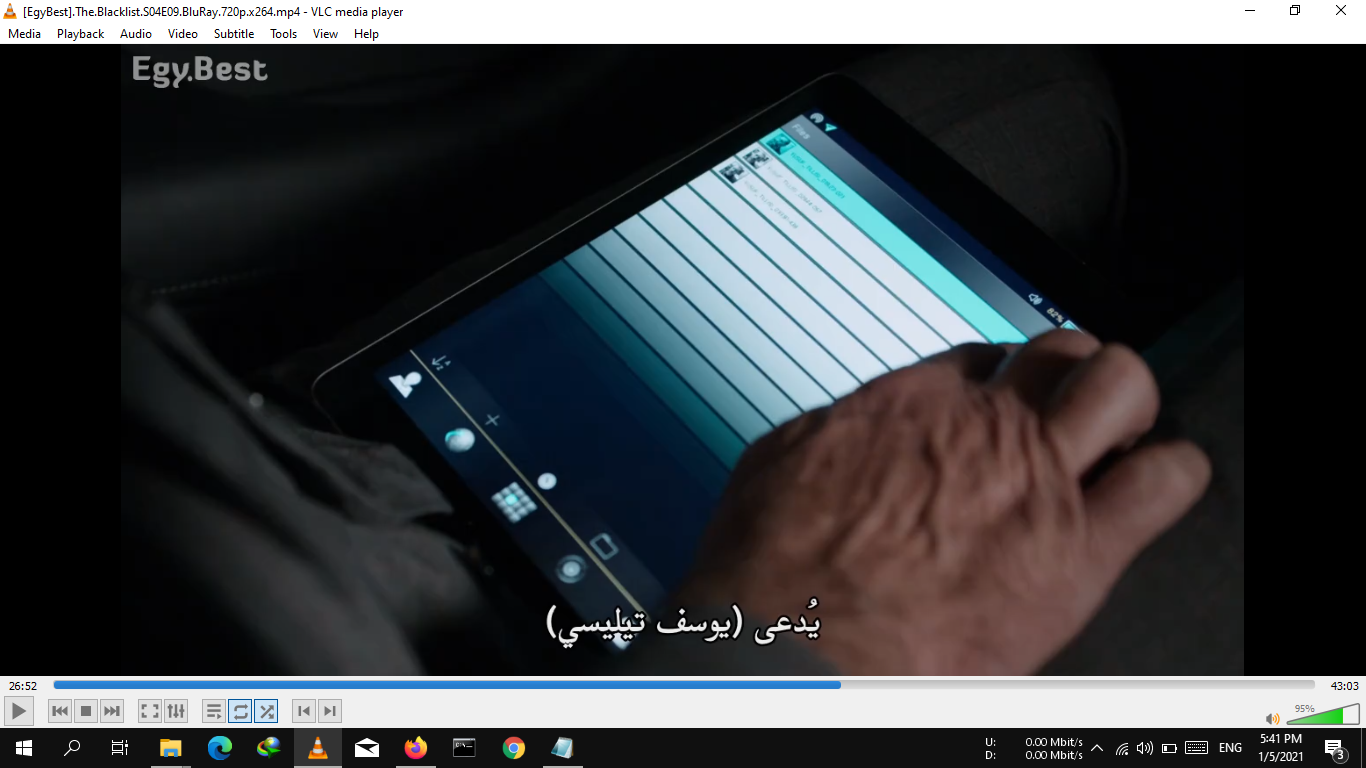 [EgyBest].The.Blacklist.S04E09.BluRay.720p.x264.mp4 - VLC media player
Media Playback Audio Video Subtitle Tools View Help
Egy.Best
Files
82%
يُدعى (يوسف تيليسي)
26:52
43:03
95%
U: 0.00 Mbit/s
D: 0.00 Mbit/s
ENG
5:41 PM
1/5/2021
3